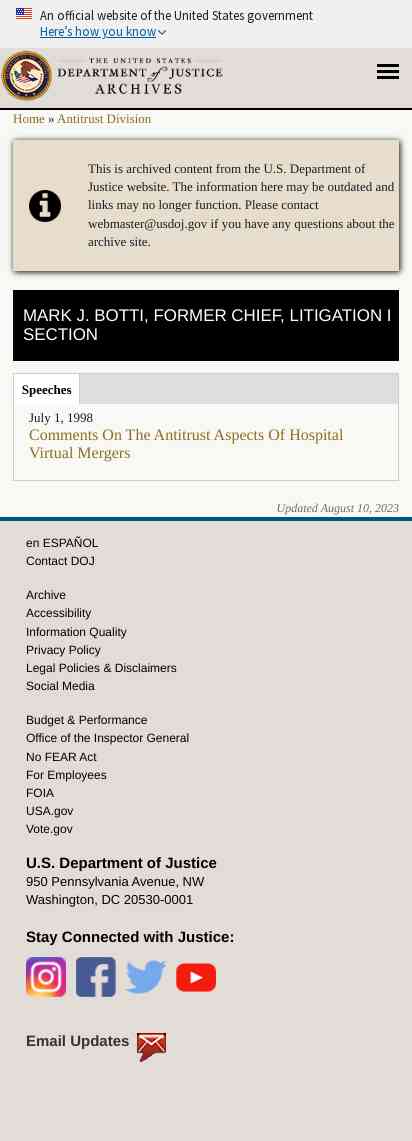 An official website of the United States government
Here's how you know
THE UNITED STATES
DEPARTMENT of JUSTICE
ARCHIVES
Home » Antitrust Division
This is archived content from the U.S. Department of
Justice website. The information here may be outdated and
links may no longer function. Please contact
webmaster@usdoj.gov if you have any questions about the
archive site.
MARK J. BOTTI, FORMER CHIEF, LITIGATION I
SECTION
Speeches
July 1, 1998
Comments On The Antitrust Aspects Of Hospital
Virtual Mergers
Updated August 10, 2023
en ESPAÑOL
Contact DOJ
Archive
Accessibility
Information Quality
Privacy Policy
Legal Policies & Disclaimers
Social Media
Budget & Performance
Office of the Inspector General
No FEAR Act
For Employees
FOIA
USA.gov
Vote.gov
U.S. Department of Justice
950 Pennsylvania Avenue, NW
Washington, DC 20530-0001
Stay Connected with Justice:
Email Updates